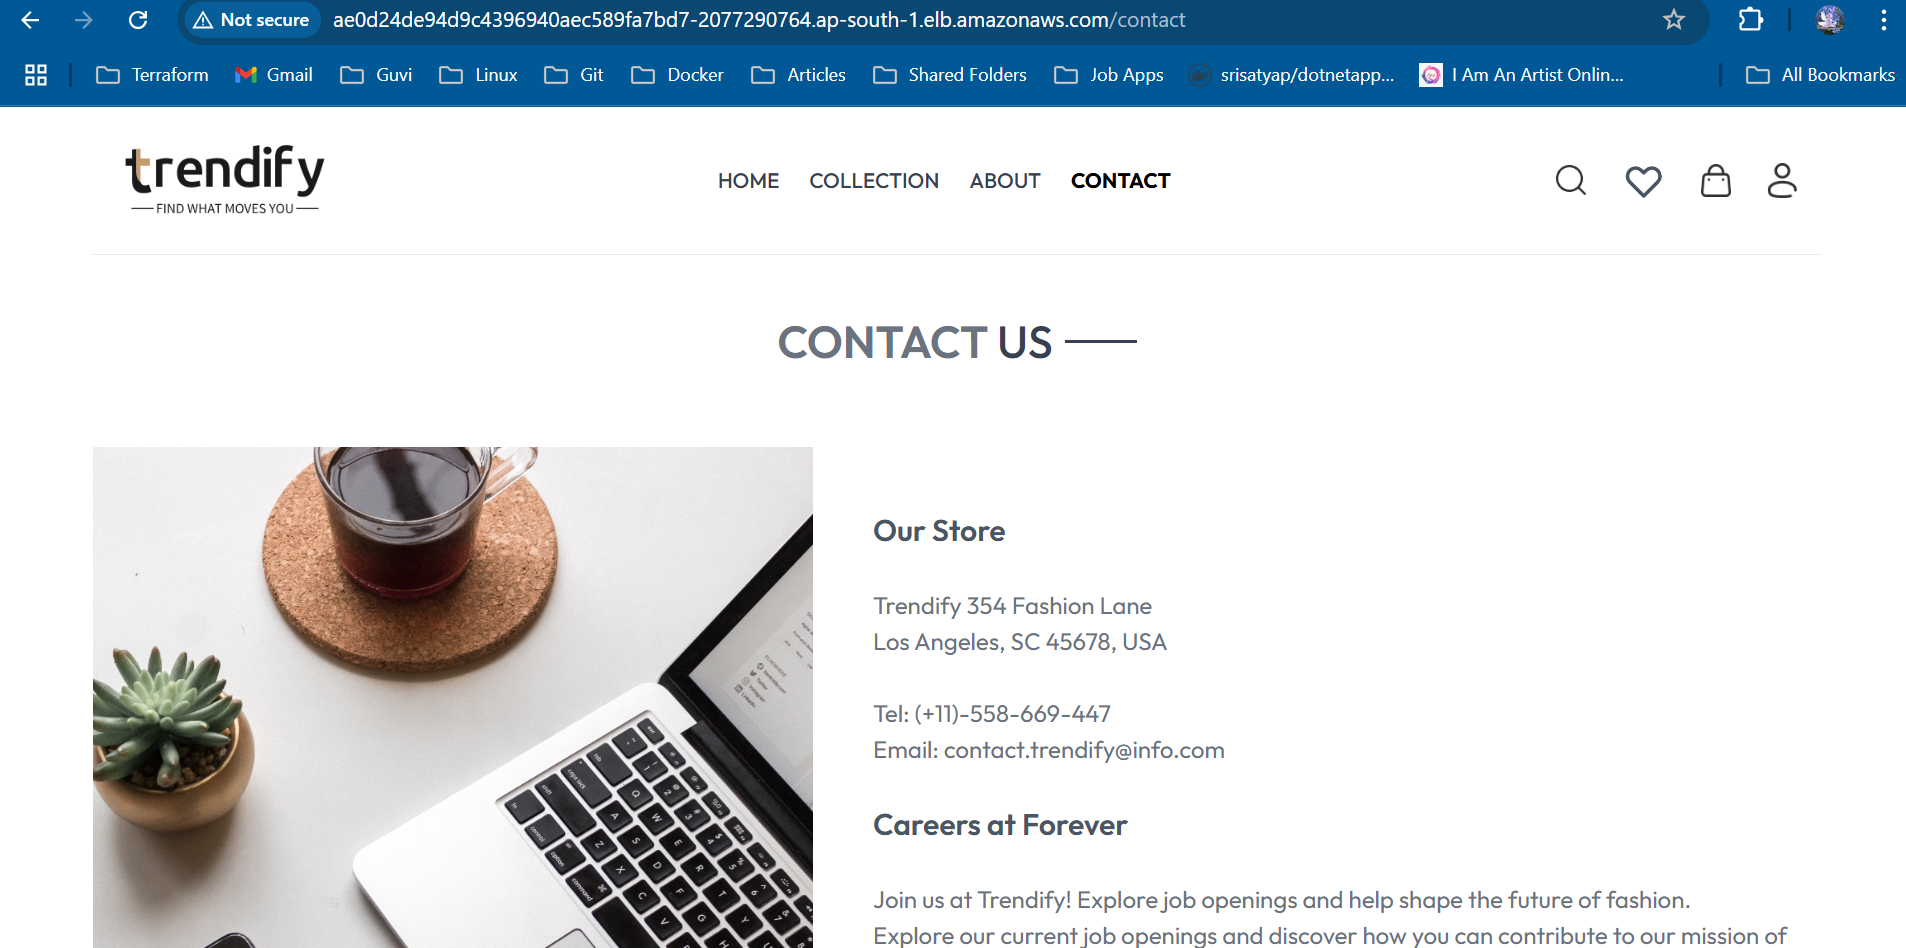 Not secure ae0d24de94d9c4396940aec589fa7bd7-2077290764.ap-south-1.elb.amazonaws.com/contact
Terraform Gmail Guvi Linux Git Docker Articles Shared Folders Job Apps srisatyap/dotnetapp... I Am An Artist Onlin... All Bookmarks
trendify
FIND WHAT MOVES YOU
HOME COLLECTION ABOUT CONTACT
CONTACT US
Our Store
Trendify 354 Fashion Lane
Los Angeles, SC 45678, USA
Tel: (+11)-558-669-447
Email: contact.trendify@info.com
Careers at Forever
Join us at Trendify! Explore job openings and help shape the future of fashion.
Explore our current job openings and discover how you can contribute to our mission of